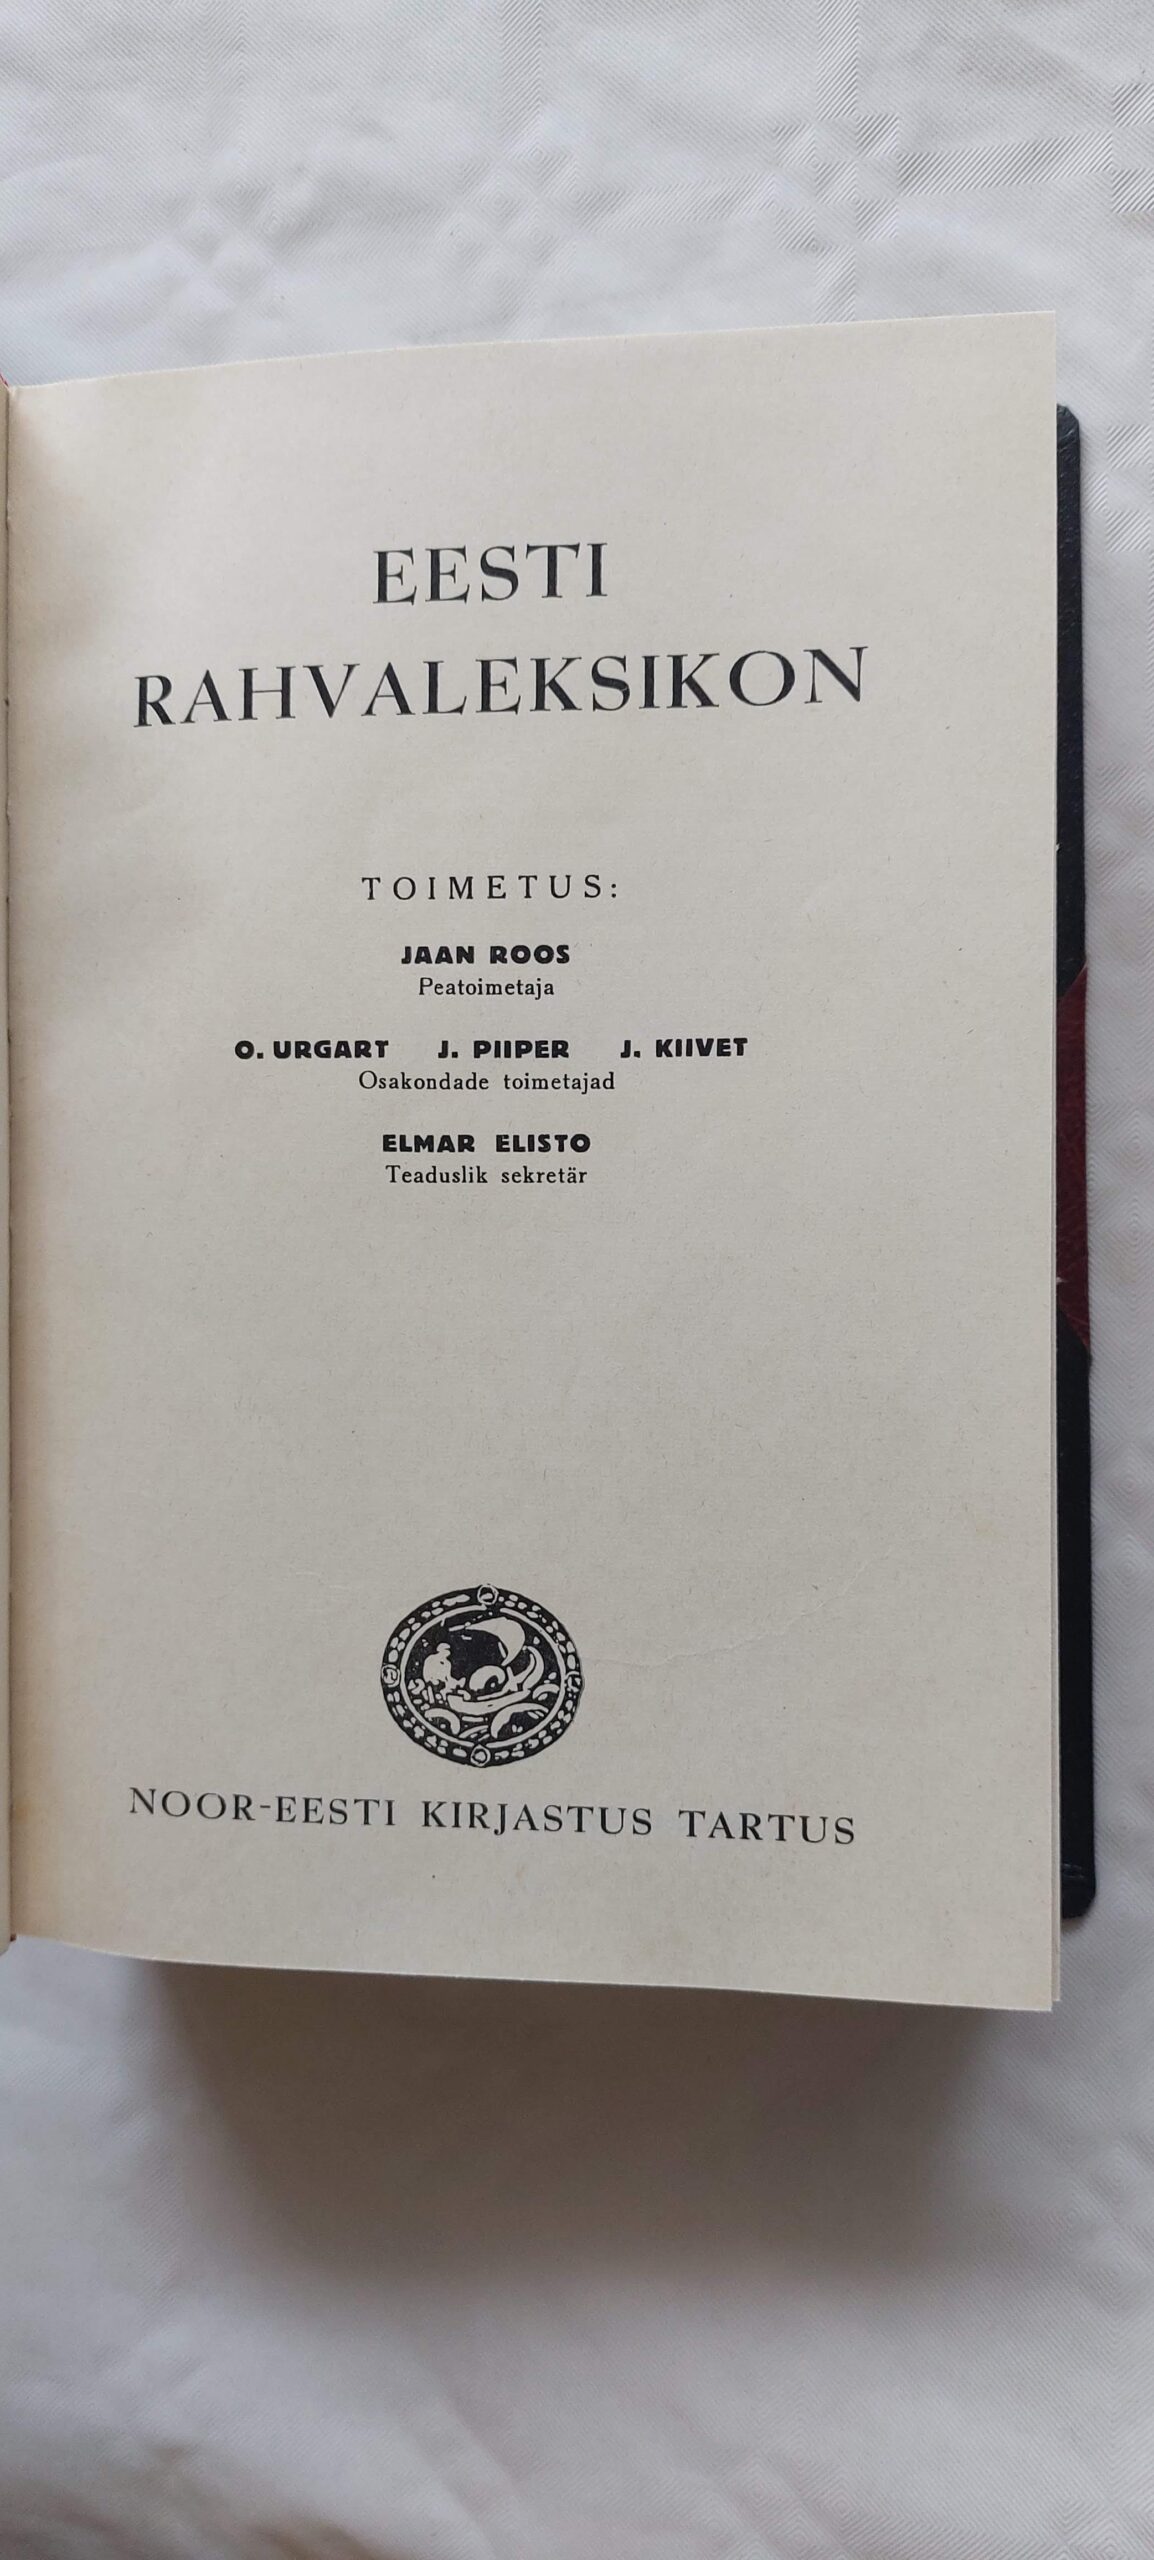 EESTI
RAHVALEKSIKON
TOIMETUS:
JAAN ROOS
Peatoimetaja
O. URGART J. PIIPER J. KIIVET
Osakondade toimetajad
ELMAR ELISTO
Teaduslik sekretär
NOOR-EESTI KIRJASTUS TARTUS